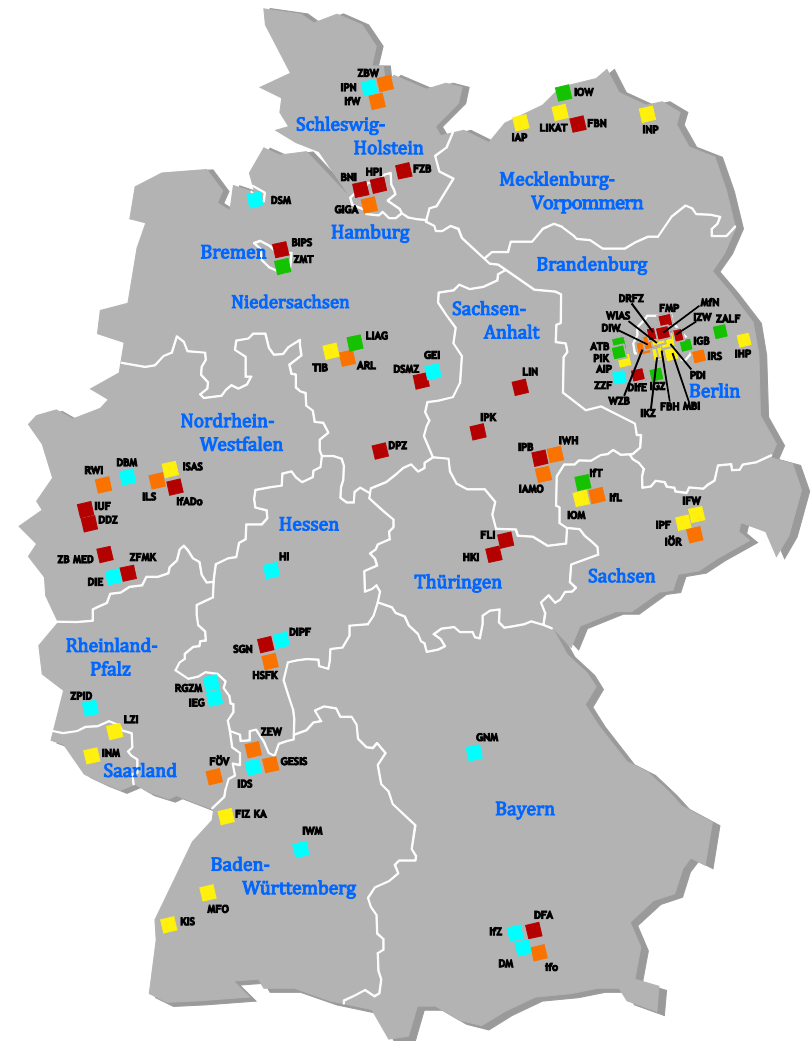 ZBW
IPN
IfW
Schleswig-
Holstein
IOW
LIKAT
FBN
IAP
INP
Mecklenburg-
Vorpommern
BNI
HPI
FZB
GIGA
Hamburg
DSM
Bremen
BIPS
ZMT
Niedersachsen
Brandenburg
Sachsen-
Anhalt
DRFZ
FMP
MfN
WIAS
IZW
ZALF
DIW
ATB
IGB
IHP
PIK
IRS
AIP
PDI
ZZF
DIfE
IGZ
Berlin
WZB
IKZ
FBH
MBI
LIAG
TIB
ARL
GEI
DSMZ
LIN
IPK
DPZ
IPB
IWH
IAMO
Nordrhein-
Westfalen
RWI
DBM
ISAS
ILS
IfADo
IUF
DDZ
ZB MED
ZFMK
DIE
Hessen
HI
IfT
IfL
IOM
IFW
IPF
IÖR
Sachsen
FLI
HKI
Thüringen
Rheinland-
Pfalz
SGN
DIPF
HSFK
RGZM
IEG
ZPID
LZI
INM
Saarland
ZEW
FÖV
GESIS
IDS
FIZ KA
IWM
GNM
Bayern
Baden-
Württemberg
MFO
KIS
IfZ
DFA
DM
Ifo